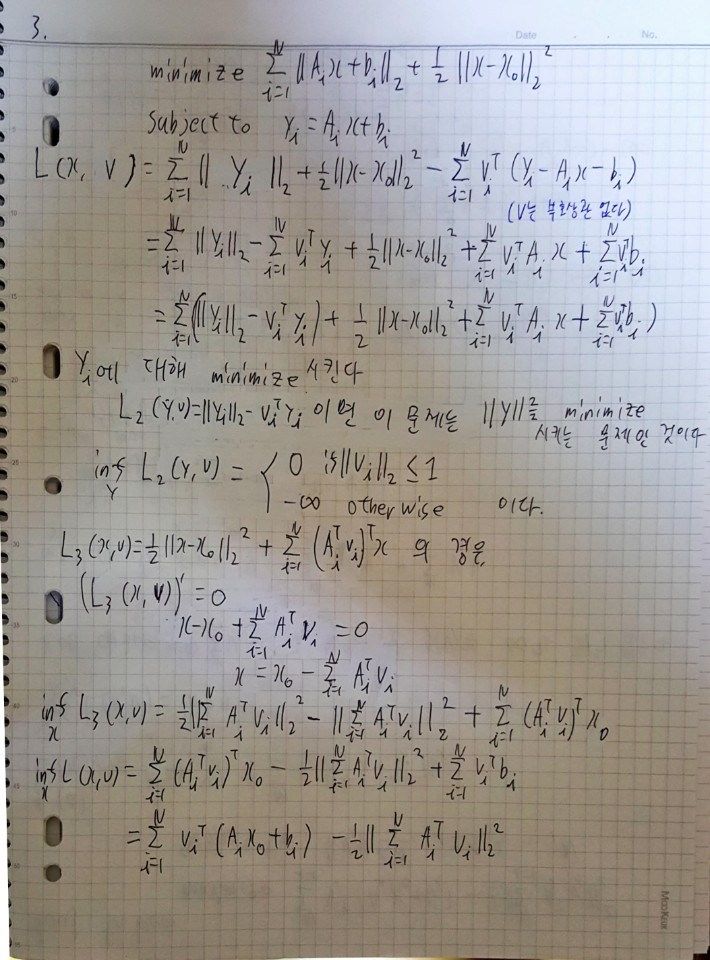 3.
Date . . No.
minimize $\sum_{i=1}^{N} \|A_i x + b_i\|_2 + \frac{1}{2}\|x - x_0\|_2^2$
subject to $y_i = A_i x + b_i$
$L(x, v) = \sum_{i=1}^{N} \|y_i\|_2 + \frac{1}{2}\|x - x_0\|_2^2 - \sum_{i=1}^{N} v_i^T (y_i - A_i x - b_i)$
(v는 부호상관 없다)
$= \sum_{i=1}^{N} \|y_i\|_2 - \sum_{i=1}^{N} v_i^T y_i + \frac{1}{2}\|x - x_0\|_2^2 + \sum_{i=1}^{N} v_i^T A_i x + \sum_{i=1}^{N} v_i^T b_i$
$= \sum_{i=1}^{N} (\|y_i\|_2 - v_i^T y_i) + \frac{1}{2}\|x - x_0\|_2^2 + \sum_{i=1}^{N} v_i^T A_i x + \sum_{i=1}^{N} v_i^T b_i)$
$y_i$에 대해 minimize 시킨다
$L_2(y, v) = \|y_i\|_2 - v_i^T y_i$ 이면 이 문제는 $\|y\|_2$를 minimize
시키는 문제인 것이다
$\inf_y L_2(y, v) = \begin{cases} 0 & \text{if } \|v_i\|_2 \le 1 \\ -\infty & \text{otherwise} \end{cases}$ 이다.
$L_3(x, v) = \frac{1}{2}\|x - x_0\|_2^2 + \sum_{i=1}^{N} (A_i^T v_i)^T x$ 의 경우,
$(L_3(x, v))' = 0$
$x - x_0 + \sum_{i=1}^{N} A_i^T v_i = 0$
$x = x_0 - \sum_{i=1}^{N} A_i^T v_i$
$\inf_x L_3(x, v) = \frac{1}{2}\|\sum_{i=1}^{N} A_i^T v_i\|_2^2 - \|\sum_{i=1}^{N} A_i^T v_i\|_2^2 + \sum_{i=1}^{N} (A_i^T v_i)^T x_0$
$\inf_x L(x, v) = \sum_{i=1}^{N} (A_i^T v_i)^T x_0 - \frac{1}{2}\|\sum_{i=1}^{N} A_i^T v_i\|_2^2 + \sum_{i=1}^{N} v_i^T b_i$
$= \sum_{i=1}^{N} v_i^T (A_i x_0 + b_i) - \frac{1}{2}\|\sum_{i=1}^{N} A_i^T v_i\|_2^2$